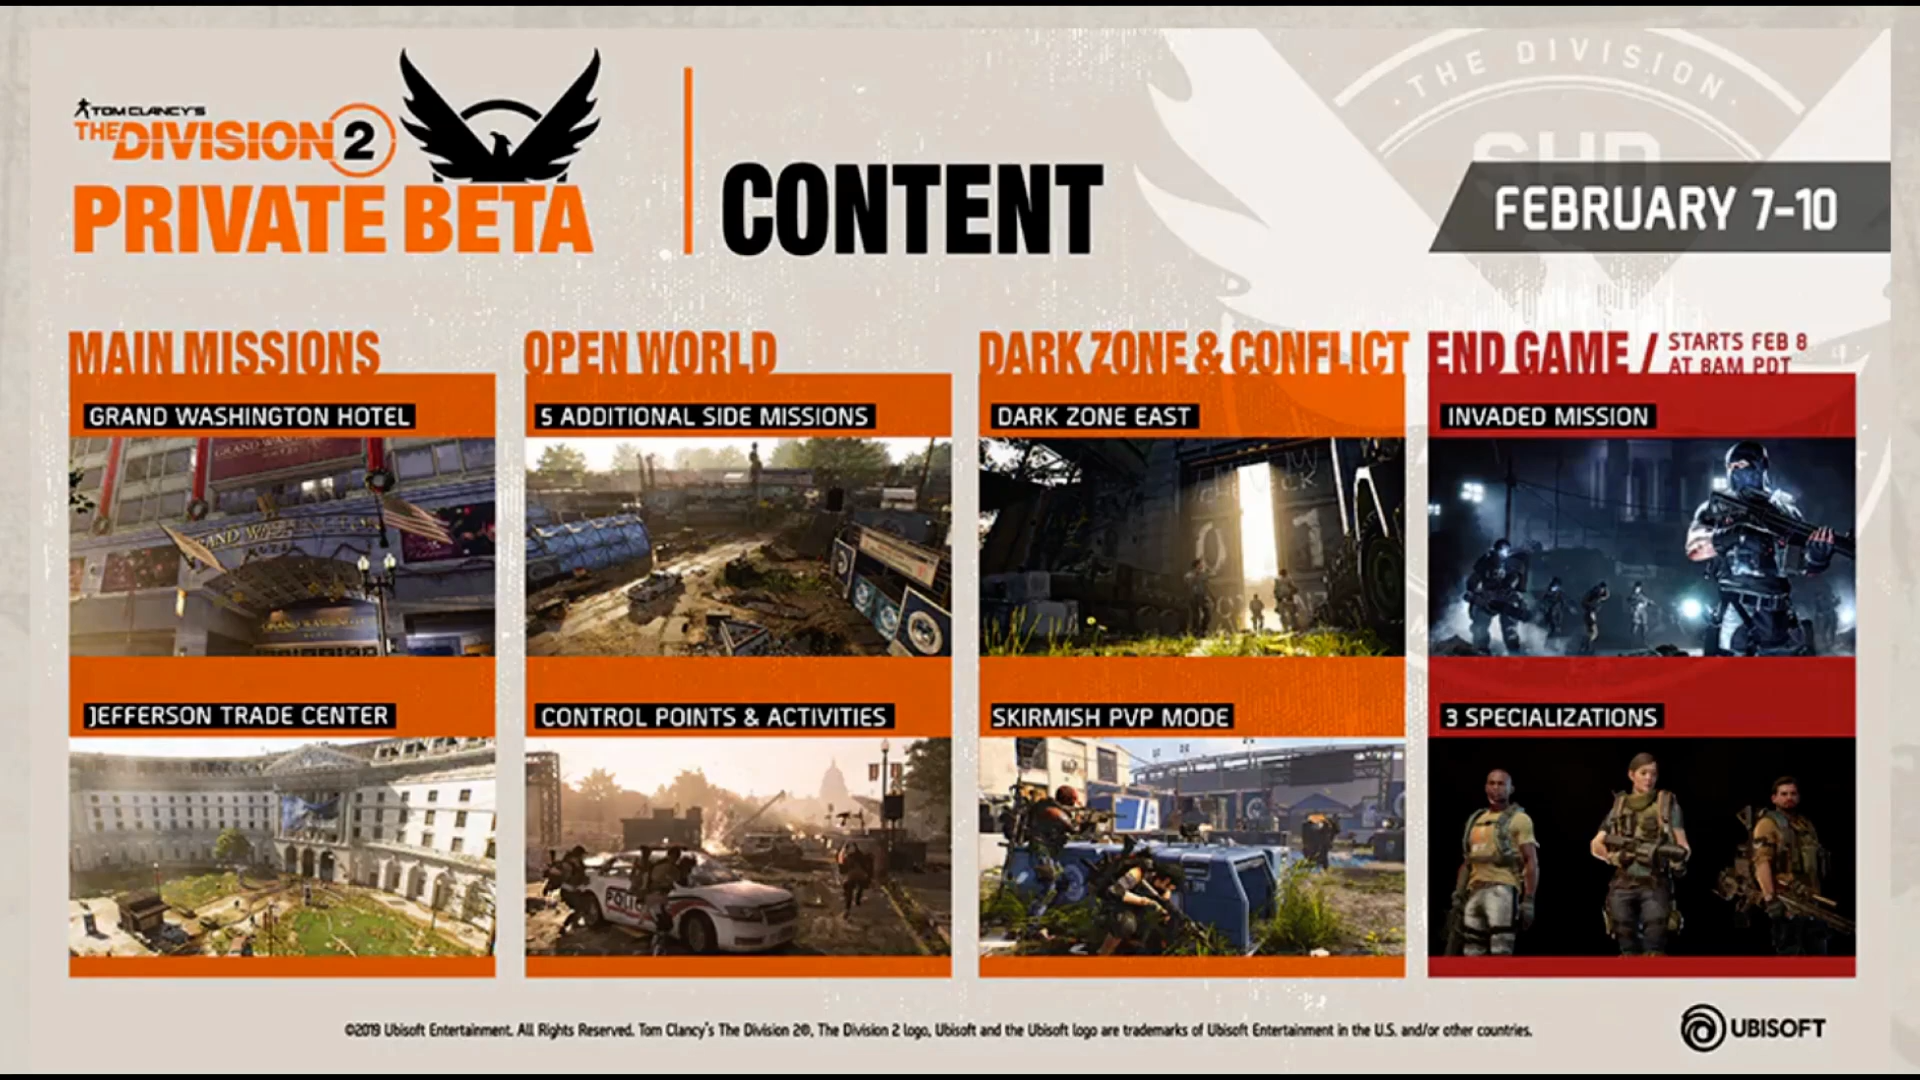 TOM CLANCY'S
THE DIVISION 2
PRIVATE BETA
CONTENT
THE DIVISION
SHD
FEBRUARY 7-10
MAIN MISSIONS
GRAND WASHINGTON HOTEL
JEFFERSON TRADE CENTER
OPEN WORLD
5 ADDITIONAL SIDE MISSIONS
CONTROL POINTS & ACTIVITIES
POLICE
DARK ZONE & CONFLICT
DARK ZONE EAST
01
SKIRMISH PVP MODE
END GAME / STARTS FEB 8
AT 8AM PDT
INVADED MISSION
3 SPECIALIZATIONS
©2019 Ubisoft Entertainment. All Rights Reserved. Tom Clancy's The Division 2®, The Division 2 logo, Ubisoft and the Ubisoft logo are trademarks of Ubisoft Entertainment in the U.S. and/or other countries.
UBISOFT